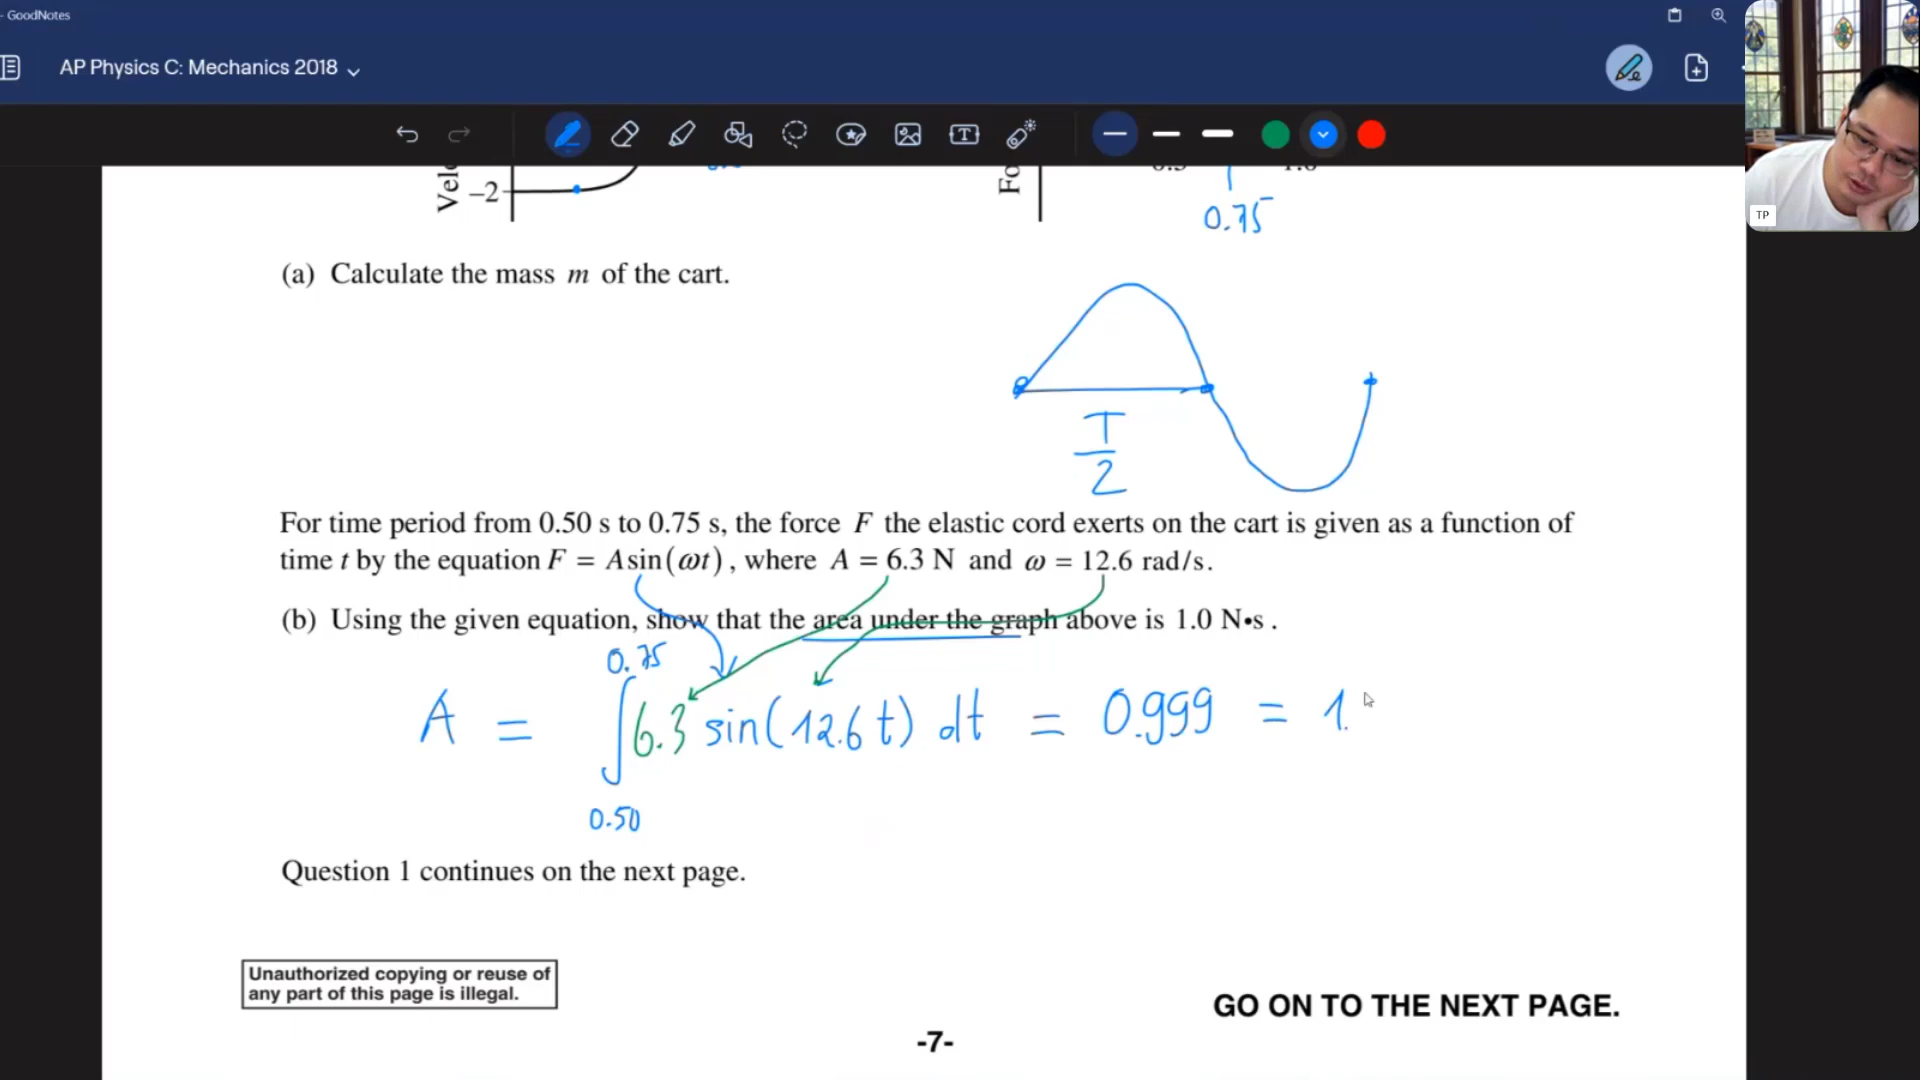 - GoodNotes
AP Physics C: Mechanics 2018
Velo
-2
Fo
0.75
(a) Calculate the mass m of the cart.
T
2
For time period from 0.50 s to 0.75 s, the force F the elastic cord exerts on the cart is given as a function of
time t by the equation F = A sin(ωt), where A = 6.3 N and ω = 12.6 rad/s.
(b) Using the given equation, show that the area under the graph above is 1.0 N•s.
0.75
A = ∫ 6.3 sin(12.6 t) dt = 0.999 = 1.
0.50
Question 1 continues on the next page.
Unauthorized copying or reuse of
any part of this page is illegal.
GO ON TO THE NEXT PAGE.
-7-
TP